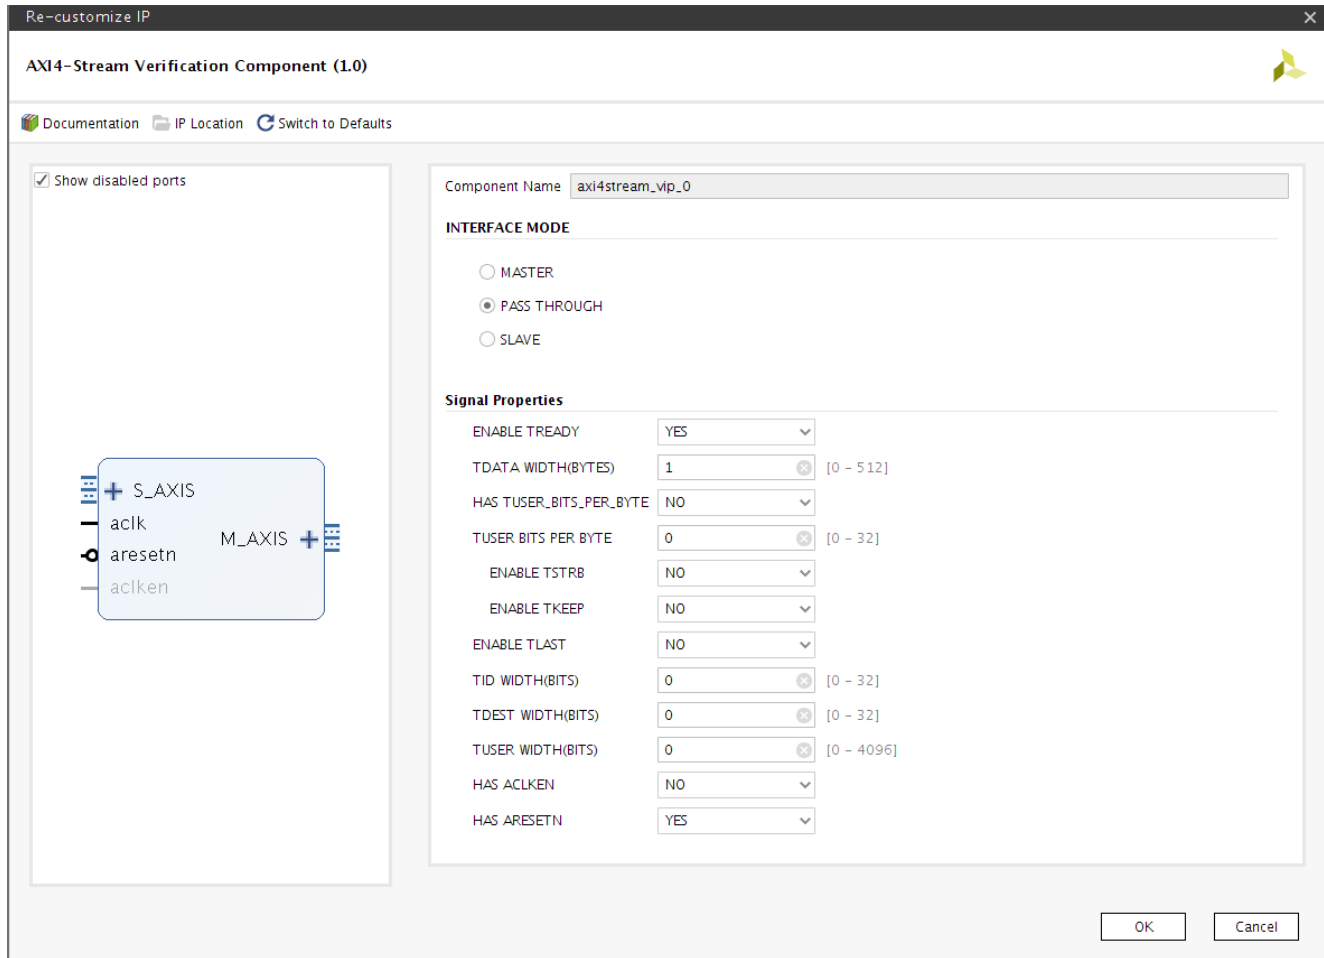 Re-customize IP
AXI4-Stream Verification Component (1.0)
Documentation IP Location Switch to Defaults
Show disabled ports
S_AXIS
aclk
aresetn
aclken
M_AXIS
Component Name axi4stream_vip_0
INTERFACE MODE
MASTER
PASS THROUGH
SLAVE
Signal Properties
ENABLE TREADY YES
TDATA WIDTH(BYTES) 1 [0 - 512]
HAS TUSER_BITS_PER_BYTE NO
TUSER BITS PER BYTE 0 [0 - 32]
ENABLE TSTRB NO
ENABLE TKEEP NO
ENABLE TLAST NO
TID WIDTH(BITS) 0 [0 - 32]
TDEST WIDTH(BITS) 0 [0 - 32]
TUSER WIDTH(BITS) 0 [0 - 4096]
HAS ACLKEN NO
HAS ARESETN YES
OK Cancel